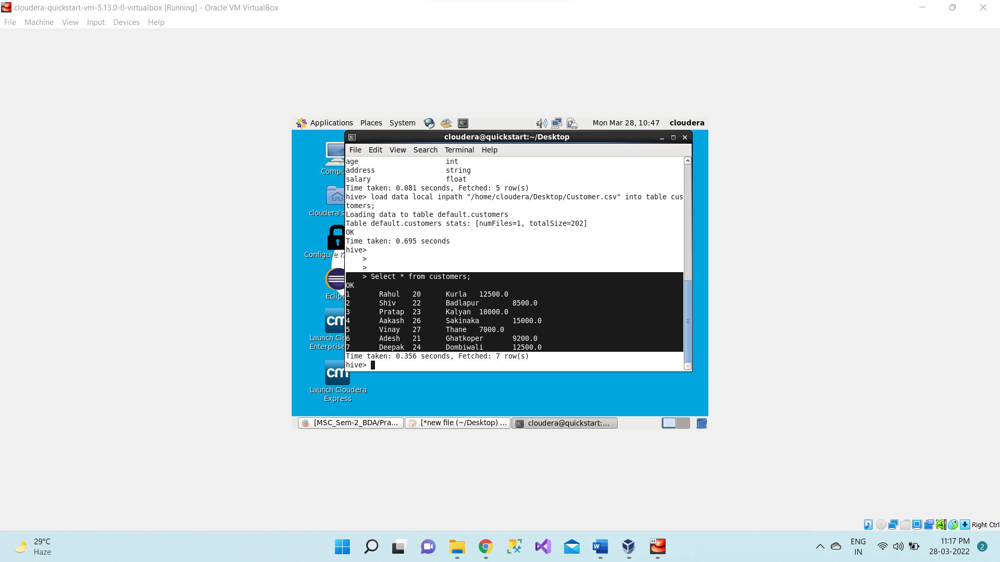 cloudera-quickstart-vm-5.13.0-0-virtualbox [Running] - Oracle VM VirtualBox
File Machine View Input Devices Help
Applications Places System Mon Mar 28, 10:47 cloudera
cloudera@quickstart:~/Desktop
File Edit View Search Terminal Help
age int
address string
salary float
Time taken: 0.081 seconds, Fetched: 5 row(s)
hive> load data local inpath "/home/cloudera/Desktop/Customer.csv" into table cus
tomers;
Loading data to table default.customers
Table default.customers stats: [numFiles=1, totalSize=202]
OK
Time taken: 0.695 seconds
hive>
>
>
> Select * from customers;
OK
1 Rahul 20 Kurla 12500.0
2 Shiv 22 Badlapur 8500.0
3 Pratap 23 Kalyan 10000.0
4 Aakash 26 Sakinaka 15000.0
5 Vinay 27 Thane 7000.0
6 Adesh 21 Ghatkoper 9200.0
7 Deepak 24 Dombiwali 12500.0
Time taken: 0.356 seconds, Fetched: 7 row(s)
hive>
Compu
cloudera's
Configure K
Eclips
cm
Launch Clo
Enterprise
cm
Launch Cloudera
Express
[MSC_Sem-2_BDA/Pra... [*new file (~/Desktop) ... cloudera@quickstart:...
Right Ctrl
29°C
Haze
64
ENG
IN
11:17 PM
28-03-2022
2